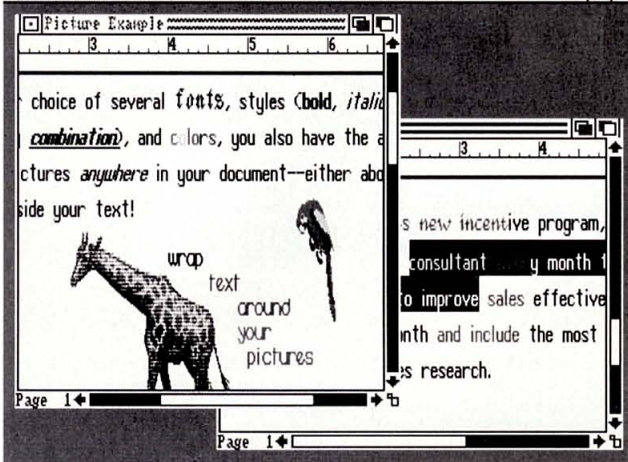 Picture Example
3 4 5 6
choice of several fonts, styles (bold, italic
combination), and colors, you also have the a
ctures anywhere in your document--either abo
side your text!
wrap
text
around
your
pictures
Page 1
3 4
s new incentive program,
consultant y month t
to improve sales effective
nth and include the most
es research.
Page 1